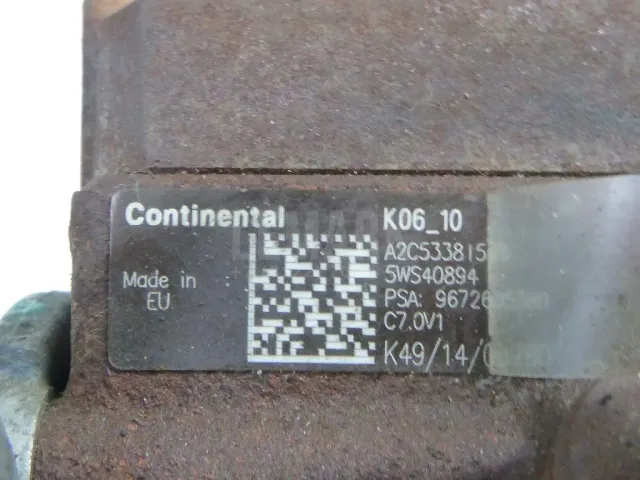 Continental
K06_10
Made in
EU
A2C533815
5WS40894
PSA: 96726
C7.0V1
K49/14/0